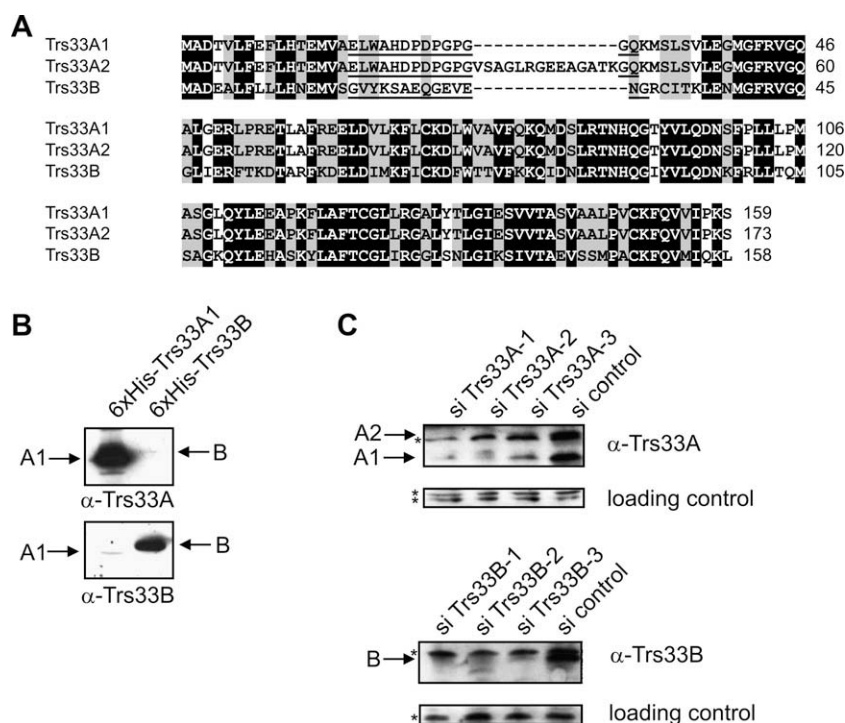 A
Trs33A1 MADTVLFEFLHTEMVAELWAHDPDPGPG--------------GQKMSLSVLEGMGFRVGQ 46
Trs33A2 MADTVLFEFLHTEMVAELWAHDPDPGPGVSAGLRGEEAGATKGQKMSLSVLEGMGFRVGQ 60
Trs33B MADEALFLLLHNEMVSGVYKSAEQGEVE--------------NGRCITKLENMGFRVGQ 45
Trs33A1 ALGERLPRETLAFREELDVLKFLCKDLWVAVFQKQMDSLRTNHQGTYVLQDNSFPLLLPM 106
Trs33A2 ALGERLPRETLAFREELDVLKFLCKDLWVAVFQKQMDSLRTNHQGTYVLQDNSFPLLLPM 120
Trs33B GLIERFTKDTARFKDELDIMKFICKDFWTTVFKKQIDNLRTNHQGIYVLQDNKFRLLTQM 105
Trs33A1 ASGLQYLEEAPKFLAFTCGLLRGALYTLGIESVVTASVAALPVCKFQVVIPKS 159
Trs33A2 ASGLQYLEEAPKFLAFTCGLLRGALYTLGIESVVTASVAALPVCKFQVVIPKS 173
Trs33B SAGKQYLEHASKYLAFTCGLIRGGLSNLGIKSIVTAEVSSMPACKFQVMIQKL 158
B
6xHis-Trs33A1
6xHis-Trs33B
A1
B
α-Trs33A
A1
B
α-Trs33B
C
si Trs33A-1
si Trs33A-2
si Trs33A-3
si control
A2
*
A1
α-Trs33A
*
*
loading control
si Trs33B-1
si Trs33B-2
si Trs33B-3
si control
B
*
α-Trs33B
*
loading control